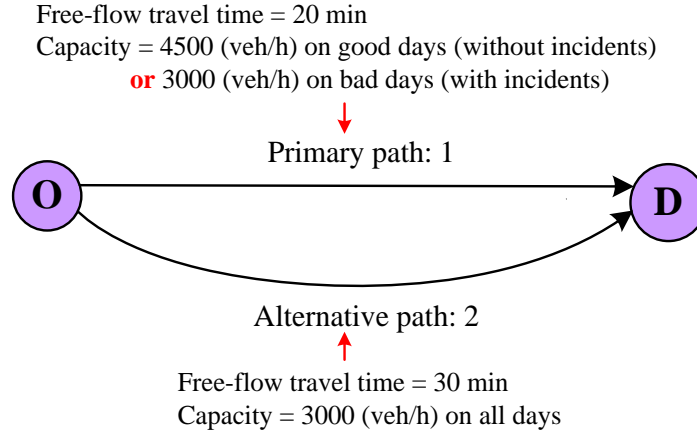 Free-flow travel time = 20 min
Capacity = 4500 (veh/h) on good days (without incidents)
or 3000 (veh/h) on bad days (with incidents)
Primary path: 1
O
D
Alternative path: 2
Free-flow travel time = 30 min
Capacity = 3000 (veh/h) on all days